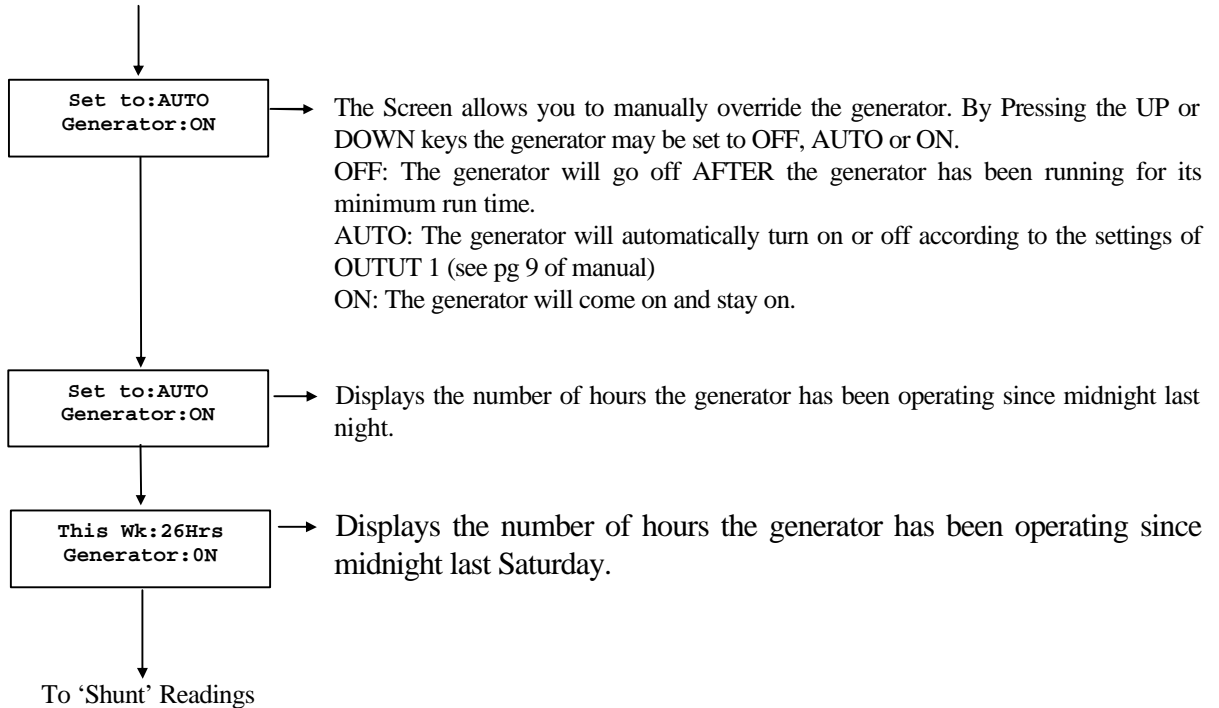 Set to:AUTO
Generator:ON
The Screen allows you to manually override the generator. By Pressing the UP or
DOWN keys the generator may be set to OFF, AUTO or ON.
OFF: The generator will go off AFTER the generator has been running for its
minimum run time.
AUTO: The generator will automatically turn on or off according to the settings of
OUTUT 1 (see pg 9 of manual)
ON: The generator will come on and stay on.
Set to:AUTO
Generator:ON
Displays the number of hours the generator has been operating since midnight last
night.
This Wk:26Hrs
Generator:0N
Displays the number of hours the generator has been operating since
midnight last Saturday.
To ‘Shunt’ Readings